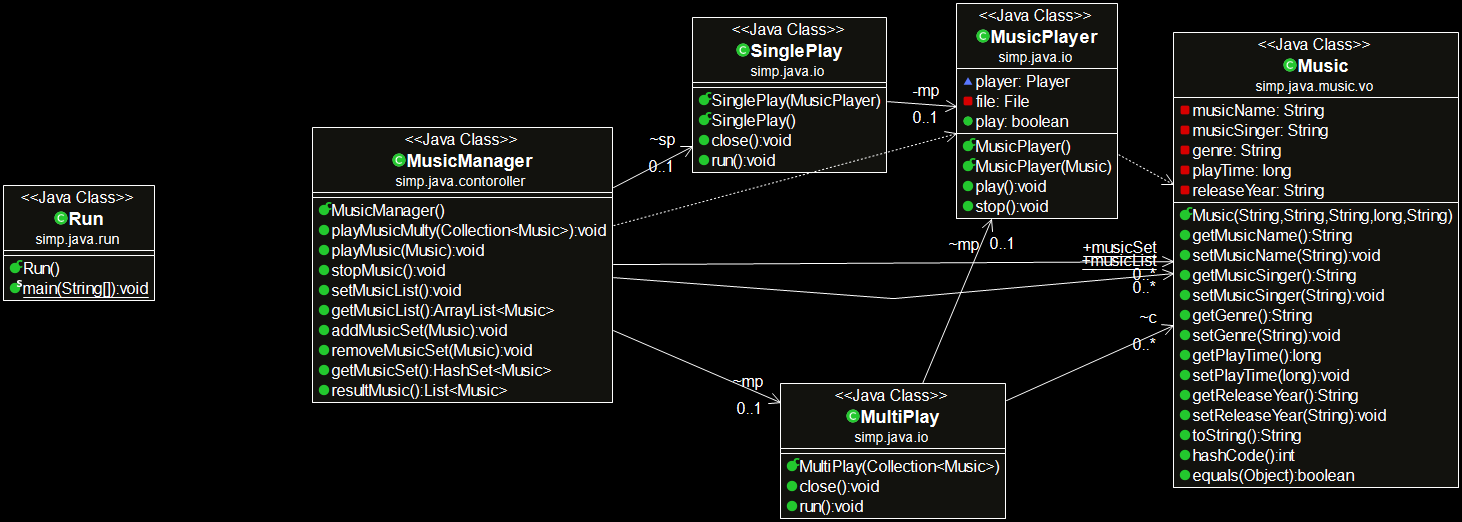 <<Java Class>>
Run
simp.java.run
Run()
main(String[]):void
<<Java Class>>
MusicManager
simp.java.contoroller
MusicManager()
playMusicMulty(Collection<Music>):void
playMusic(Music):void
stopMusic():void
setMusicList():void
getMusicList():ArrayList<Music>
addMusicSet(Music):void
removeMusicSet(Music):void
getMusicSet():HashSet<Music>
resultMusic():List<Music>
~sp
0..1
<<Java Class>>
SinglePlay
simp.java.io
SinglePlay(MusicPlayer)
SinglePlay()
close():void
run():void
-mp
0..1
<<Java Class>>
MusicPlayer
simp.java.io
player: Player
file: File
play: boolean
MusicPlayer()
MusicPlayer(Music)
play():void
stop():void
~mp
0..1
+musicSet
+musicList
0..*
0..*
~c
0..*
~mp
0..1
<<Java Class>>
MultiPlay
simp.java.io
MultiPlay(Collection<Music>)
close():void
run():void
<<Java Class>>
Music
simp.java.music.vo
musicName: String
musicSinger: String
genre: String
playTime: long
releaseYear: String
Music(String,String,String,long,String)
getMusicName():String
setMusicName(String):void
getMusicSinger():String
setMusicSinger(String):void
getGenre():String
setGenre(String):void
getPlayTime():long
setPlayTime(long):void
getReleaseYear():String
setReleaseYear(String):void
toString():String
hashCode():int
equals(Object):boolean